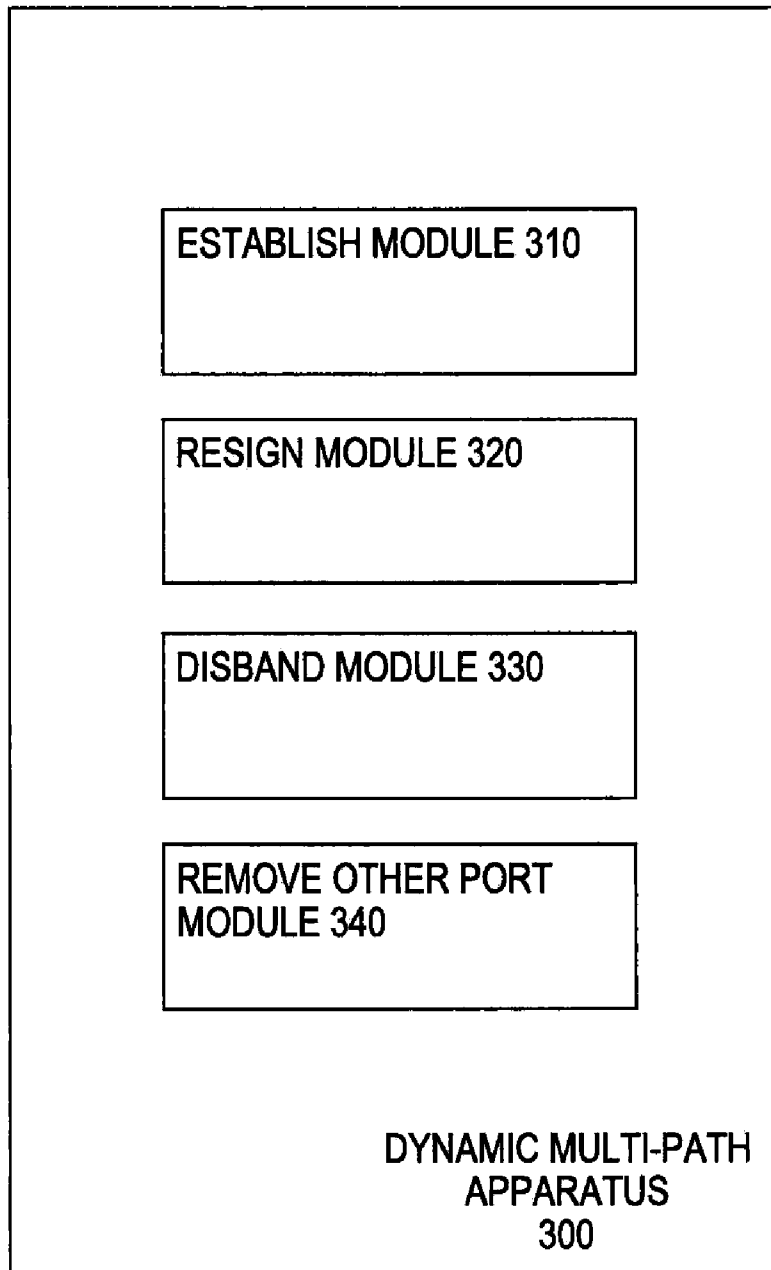 ESTABLISH MODULE 310
RESIGN MODULE 320
DISBAND MODULE 330
REMOVE OTHER PORT
MODULE 340
DYNAMIC MULTI-PATH
APPARATUS
300